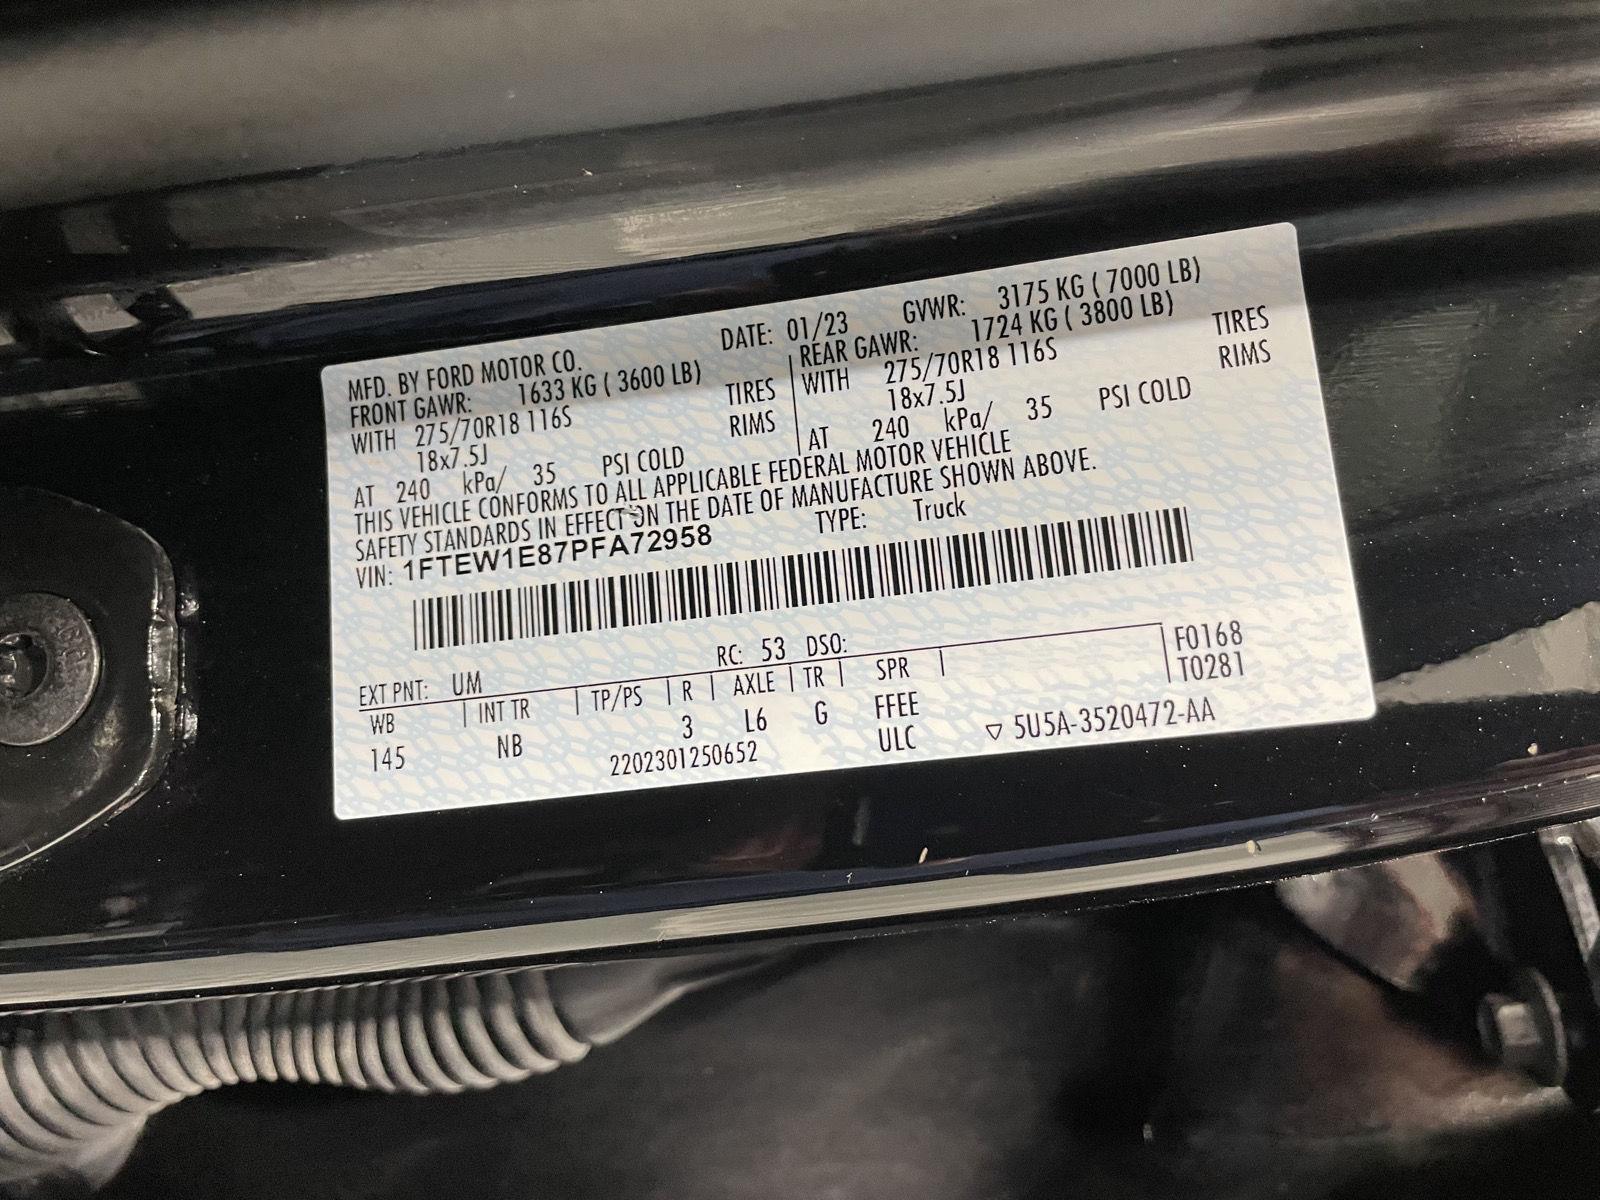 MFD. BY FORD MOTOR CO. DATE: 01/23 GVWR: 3175 KG ( 7000 LB)
FRONT GAWR: 1633 KG ( 3600 LB) REAR GAWR: 1724 KG ( 3800 LB)
WITH 275/70R18 116S TIRES WITH 275/70R18 116S TIRES
18x7.5J RIMS 18x7.5J RIMS
AT 240 kPa/ 35 PSI COLD AT 240 kPa/ 35 PSI COLD
THIS VEHICLE CONFORMS TO ALL APPLICABLE FEDERAL MOTOR VEHICLE
SAFETY STANDARDS IN EFFECT ON THE DATE OF MANUFACTURE SHOWN ABOVE.
VIN: 1FTEW1E87PFA72958 TYPE: Truck
EXT PNT: UM RC: 53 DSO: F0168
WB INT TR TP/PS R AXLE TR SPR T0281
145 NB 3 L6 G FFEE
2202301250652 ULC ▽ 5U5A-3520472-AA